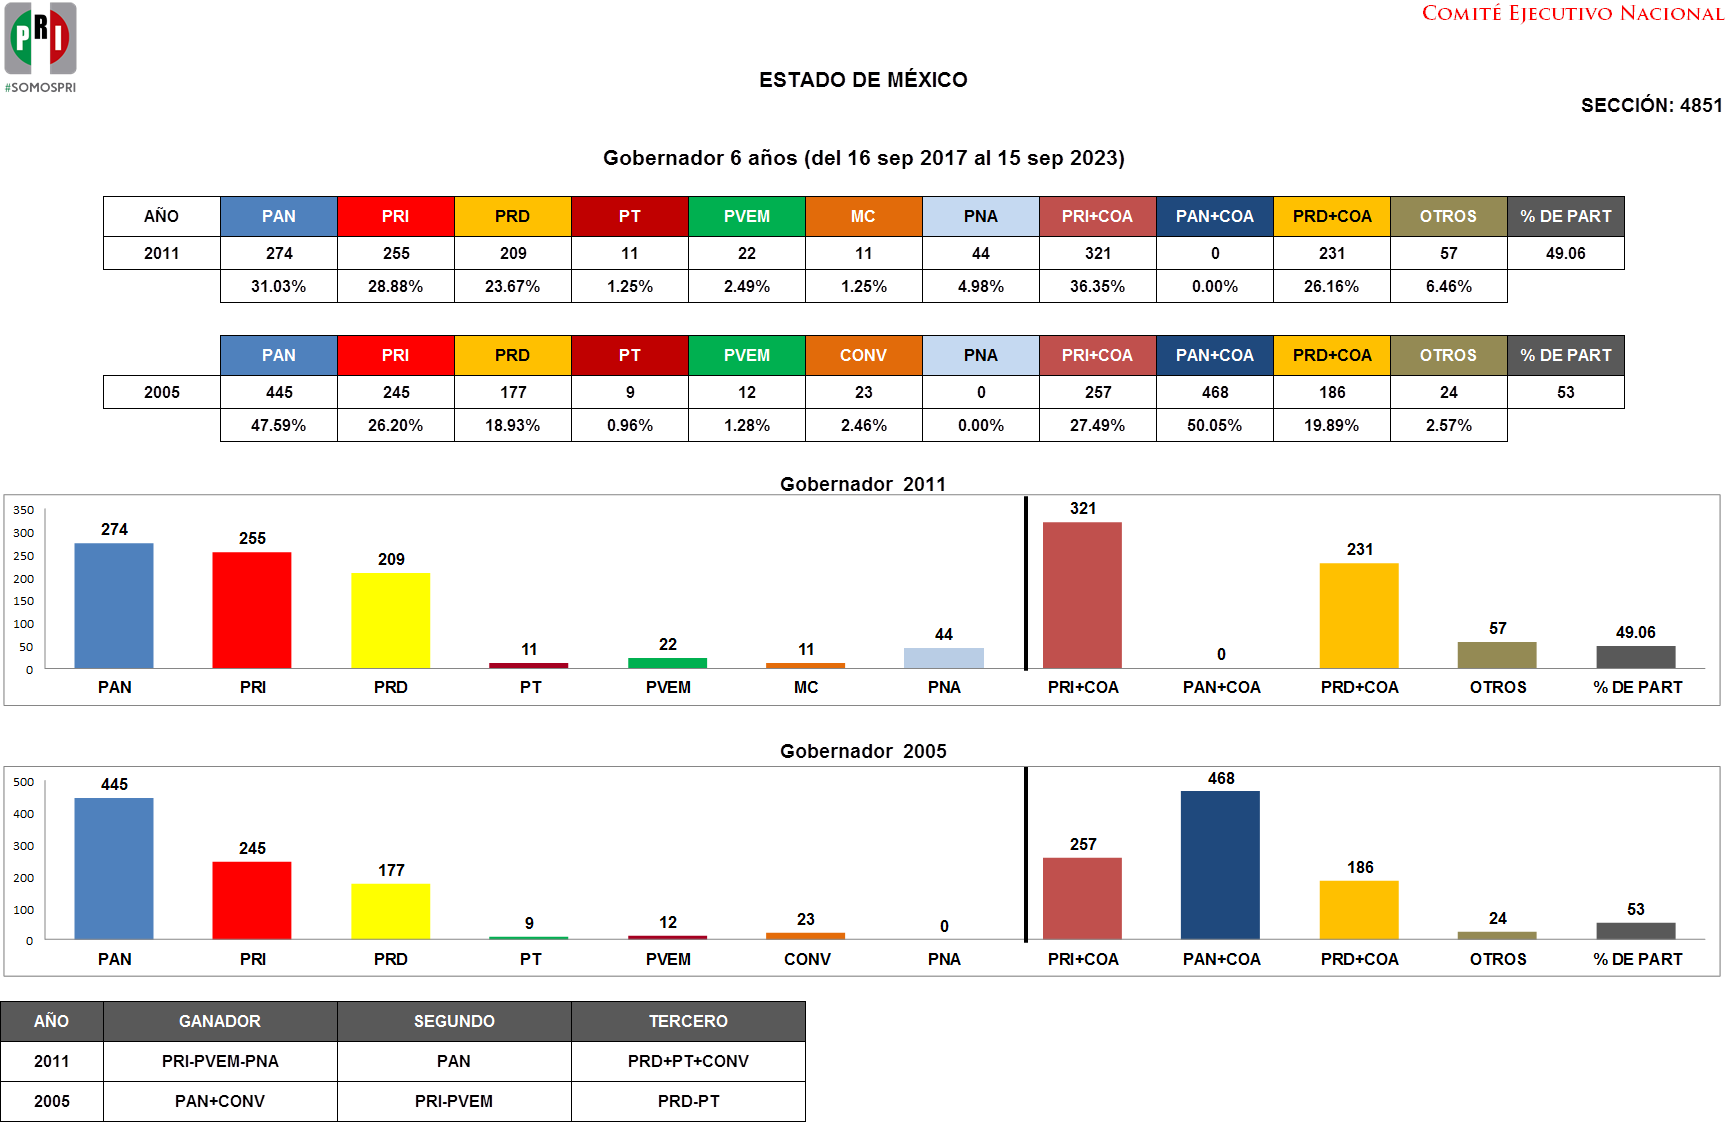 PRI
#SOMOSPRI
COMITÉ EJECUTIVO NACIONAL
ESTADO DE MÉXICO
SECCIÓN: 4851
Gobernador 6 años (del 16 sep 2017 al 15 sep 2023)
AÑO PAN PRI PRD PT PVEM MC PNA PRI+COA PAN+COA PRD+COA OTROS % DE PART
2011 274 255 209 11 22 11 44 321 0 231 57 49.06
31.03% 28.88% 23.67% 1.25% 2.49% 1.25% 4.98% 36.35% 0.00% 26.16% 6.46%
PAN PRI PRD PT PVEM CONV PNA PRI+COA PAN+COA PRD+COA OTROS % DE PART
2005 445 245 177 9 12 23 0 257 468 186 24 53
47.59% 26.20% 18.93% 0.96% 1.28% 2.46% 0.00% 27.49% 50.05% 19.89% 2.57%
Gobernador 2011
350
300
250
200
150
100
50
0
274 255 209 11 22 11 44 321 0 231 57 49.06
PAN PRI PRD PT PVEM MC PNA PRI+COA PAN+COA PRD+COA OTROS % DE PART
Gobernador 2005
500
400
300
200
100
0
445 245 177 9 12 23 0 257 468 186 24 53
PAN PRI PRD PT PVEM CONV PNA PRI+COA PAN+COA PRD+COA OTROS % DE PART
AÑO GANADOR SEGUNDO TERCERO
2011 PRI-PVEM-PNA PAN PRD+PT+CONV
2005 PAN+CONV PRI-PVEM PRD-PT